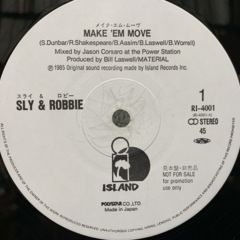 メイク・エム・ムーヴ
MAKE 'EM MOVE
(S.Dunbar/R.Shakespeare/B.Assim/B.Laswell/B.Worrell)
Mixed by Jason Corsaro at the Power Station
Produced by Bill Laswell/MATERIAL
℗1985 Original sound recording made by Island Records Inc.
スライ & ロビー
SLY & ROBBIE
1
RI-4001
(RI-4001-A)
STEREO
45
ISLAND
見本盤・非売品
NOT FOR SALE
for promotion
use only
POLYSTAR CO.,LTD.
Made in Japan